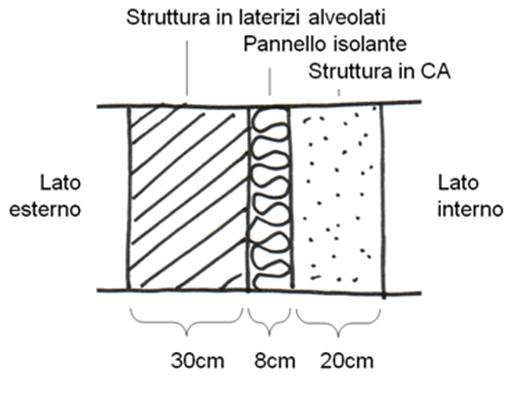 Struttura in laterizi alveolati
Pannello isolante
Struttura in CA
Lato
esterno
Lato
interno
30cm
8cm
20cm